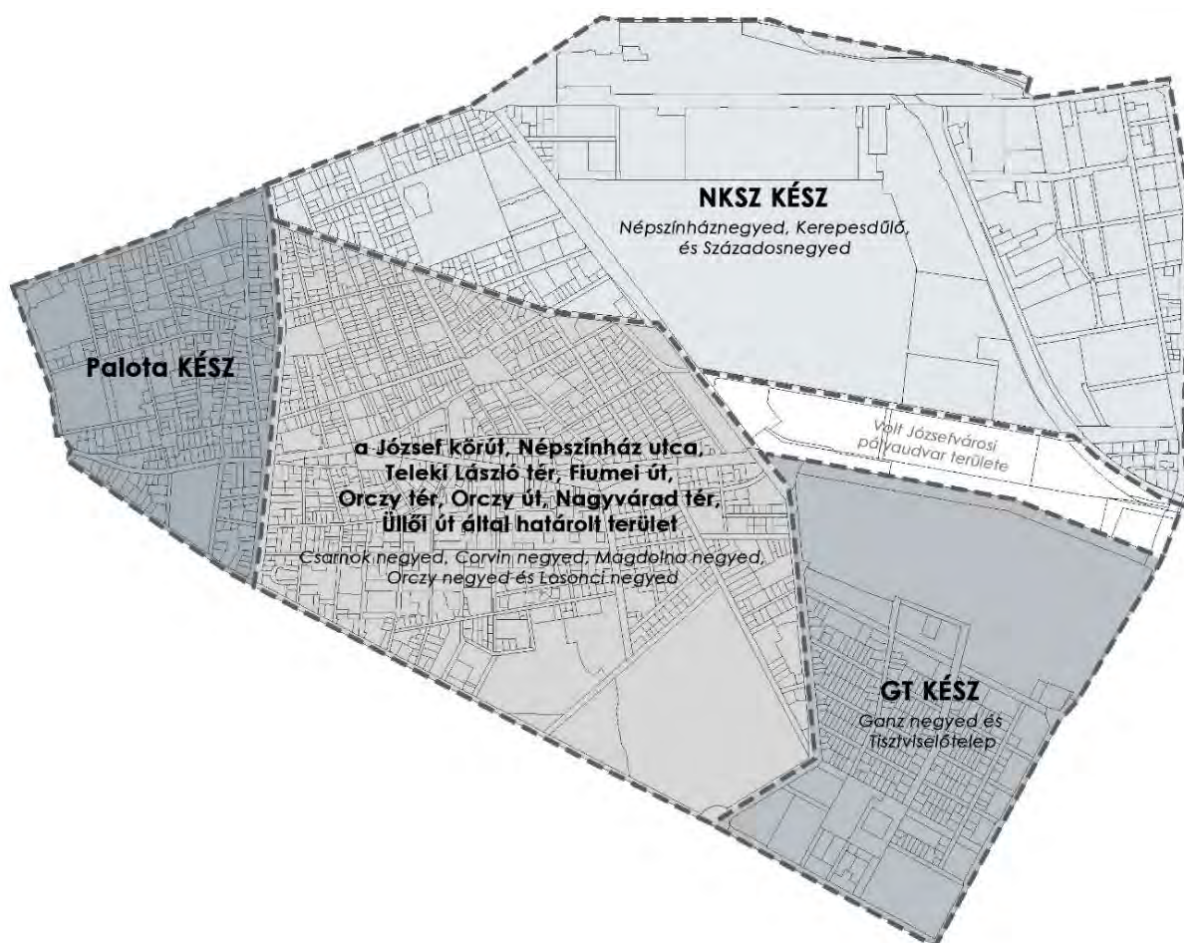 NKSZ KÉSZ
Népszínháznegyed, Kerepesdűlő,
és Századosnegyed
Palota KÉSZ
Volt Józsefvárosi
pályaudvar területe
a József körút, Népszínház utca,
Teleki László tér, Fiumei út,
Orczy tér, Orczy út, Nagyvárad tér,
Üllői út által határolt terület
Csarnok negyed, Corvin negyed, Magdolna negyed,
Orczy negyed és Losonci negyed
GT KÉSZ
Ganz negyed és
Tisztviselőtelep